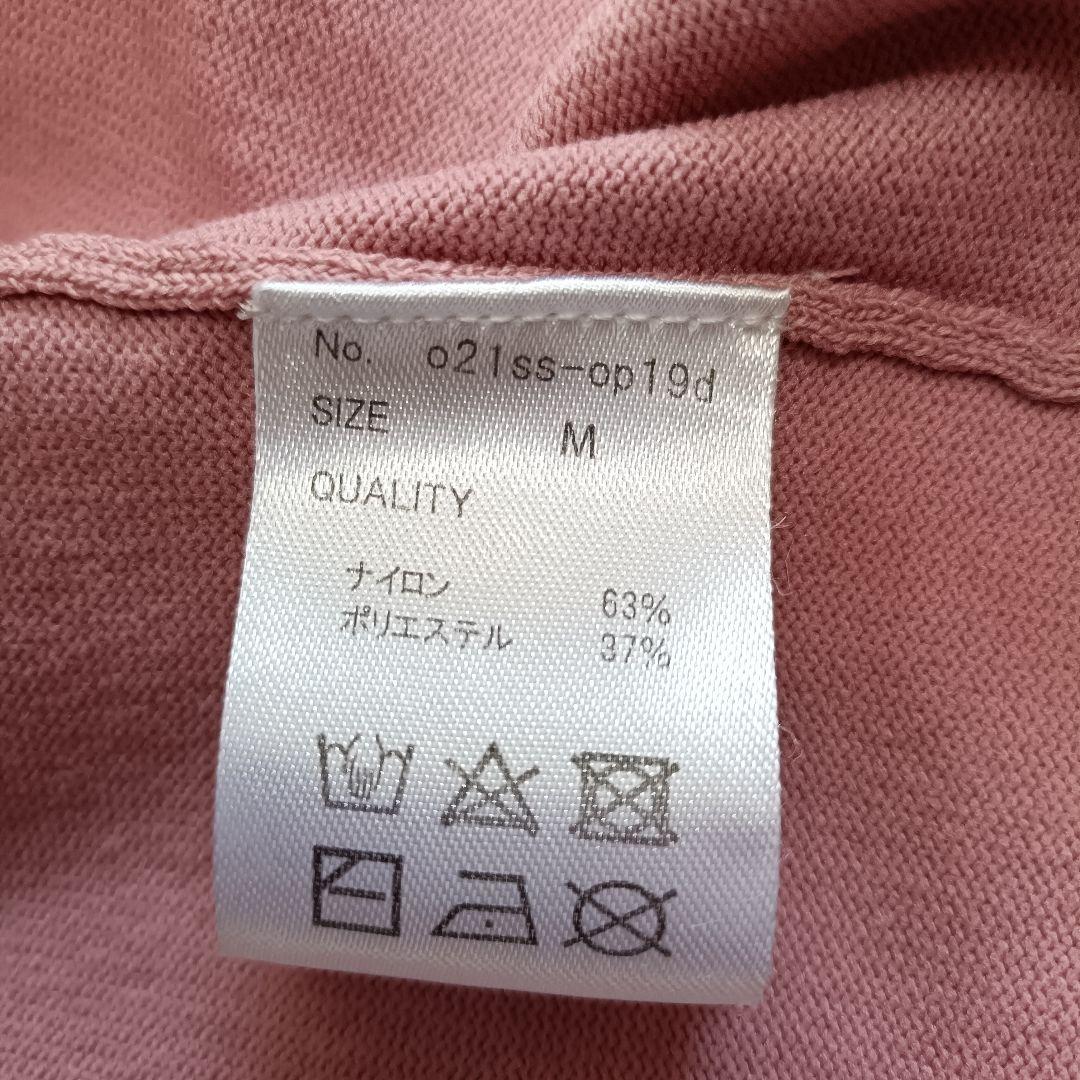 No. o21ss-op19d
SIZE M
QUALITY
ナイロン 63%
ポリエステル 37%